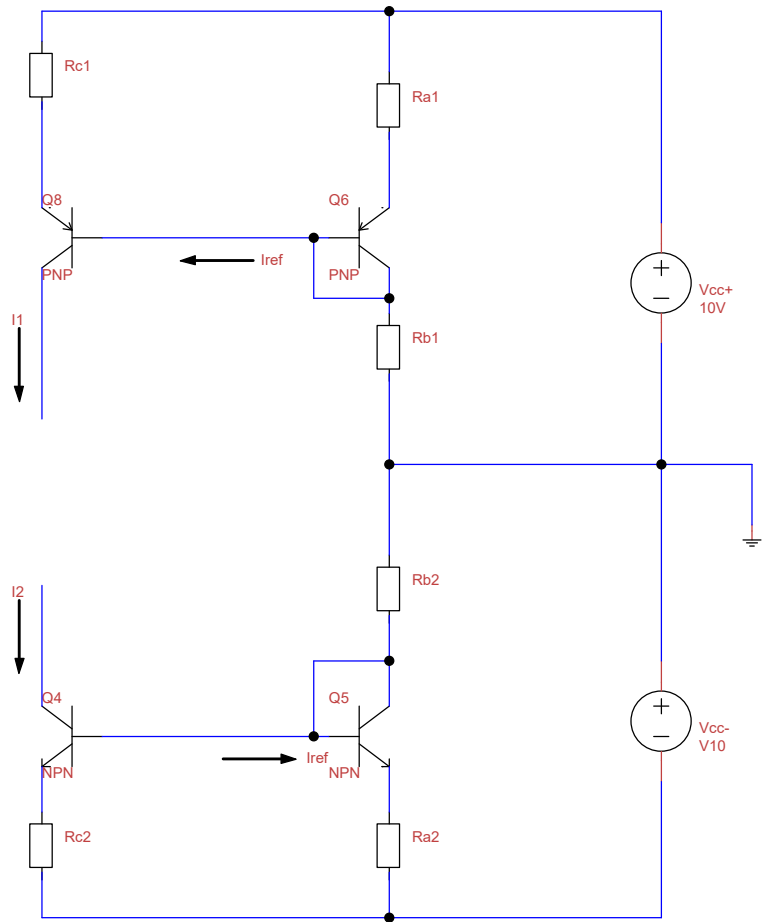 Rc1
Ra1
Q8
Q6
PNP
Iref
PNP
Vcc+
10V
I1
Rb1
Rb2
I2
Q4
Q5
NPN
Iref
NPN
Vcc-
V10
Rc2
Ra2